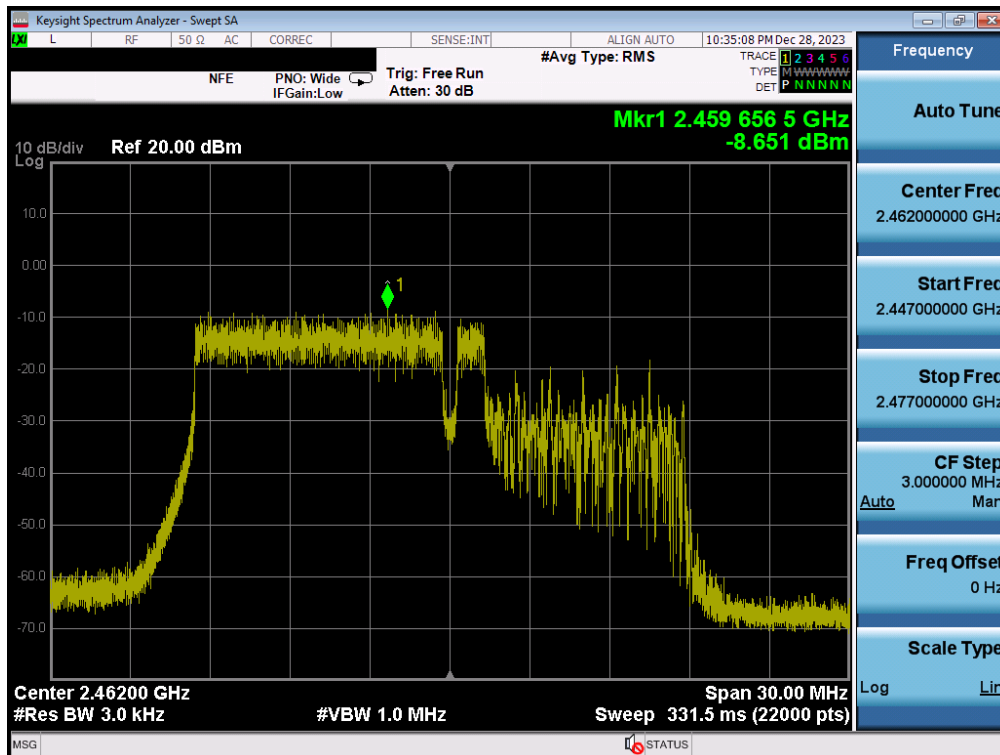 Keysight Spectrum Analyzer - Swept SA
LXI L RF 50 Ω AC CORREC SENSE:INT ALIGN AUTO 10:35:08 PM Dec 28, 2023
NFE PNO: Wide Trig: Free Run #Avg Type: RMS TRACE 1 2 3 4 5 6
IFGain:Low Atten: 30 dB TYPE M WWWWW
DET P N N N N N
Mkr1 2.459 656 5 GHz
-8.651 dBm
10 dB/div Ref 20.00 dBm
Log
10.0
0.00
-10.0
-20.0
-30.0
-40.0
-50.0
-60.0
-70.0
1
Center 2.46200 GHz Span 30.00 MHz
#Res BW 3.0 kHz #VBW 1.0 MHz Sweep 331.5 ms (22000 pts)
MSG STATUS
Frequency
Auto Tune
Center Freq
2.462000000 GHz
Start Freq
2.447000000 GHz
Stop Freq
2.477000000 GHz
CF Step
3.000000 MHz
Auto Man
Freq Offset
0 Hz
Scale Type
Log Lin